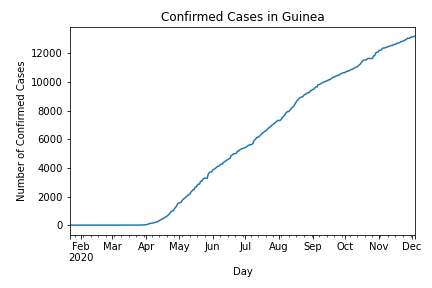 Confirmed Cases in Guinea
12000
10000
8000
6000
4000
2000
0
Number of Confirmed Cases
Feb Mar Apr May Jun Jul Aug Sep Oct Nov Dec
2020
Day